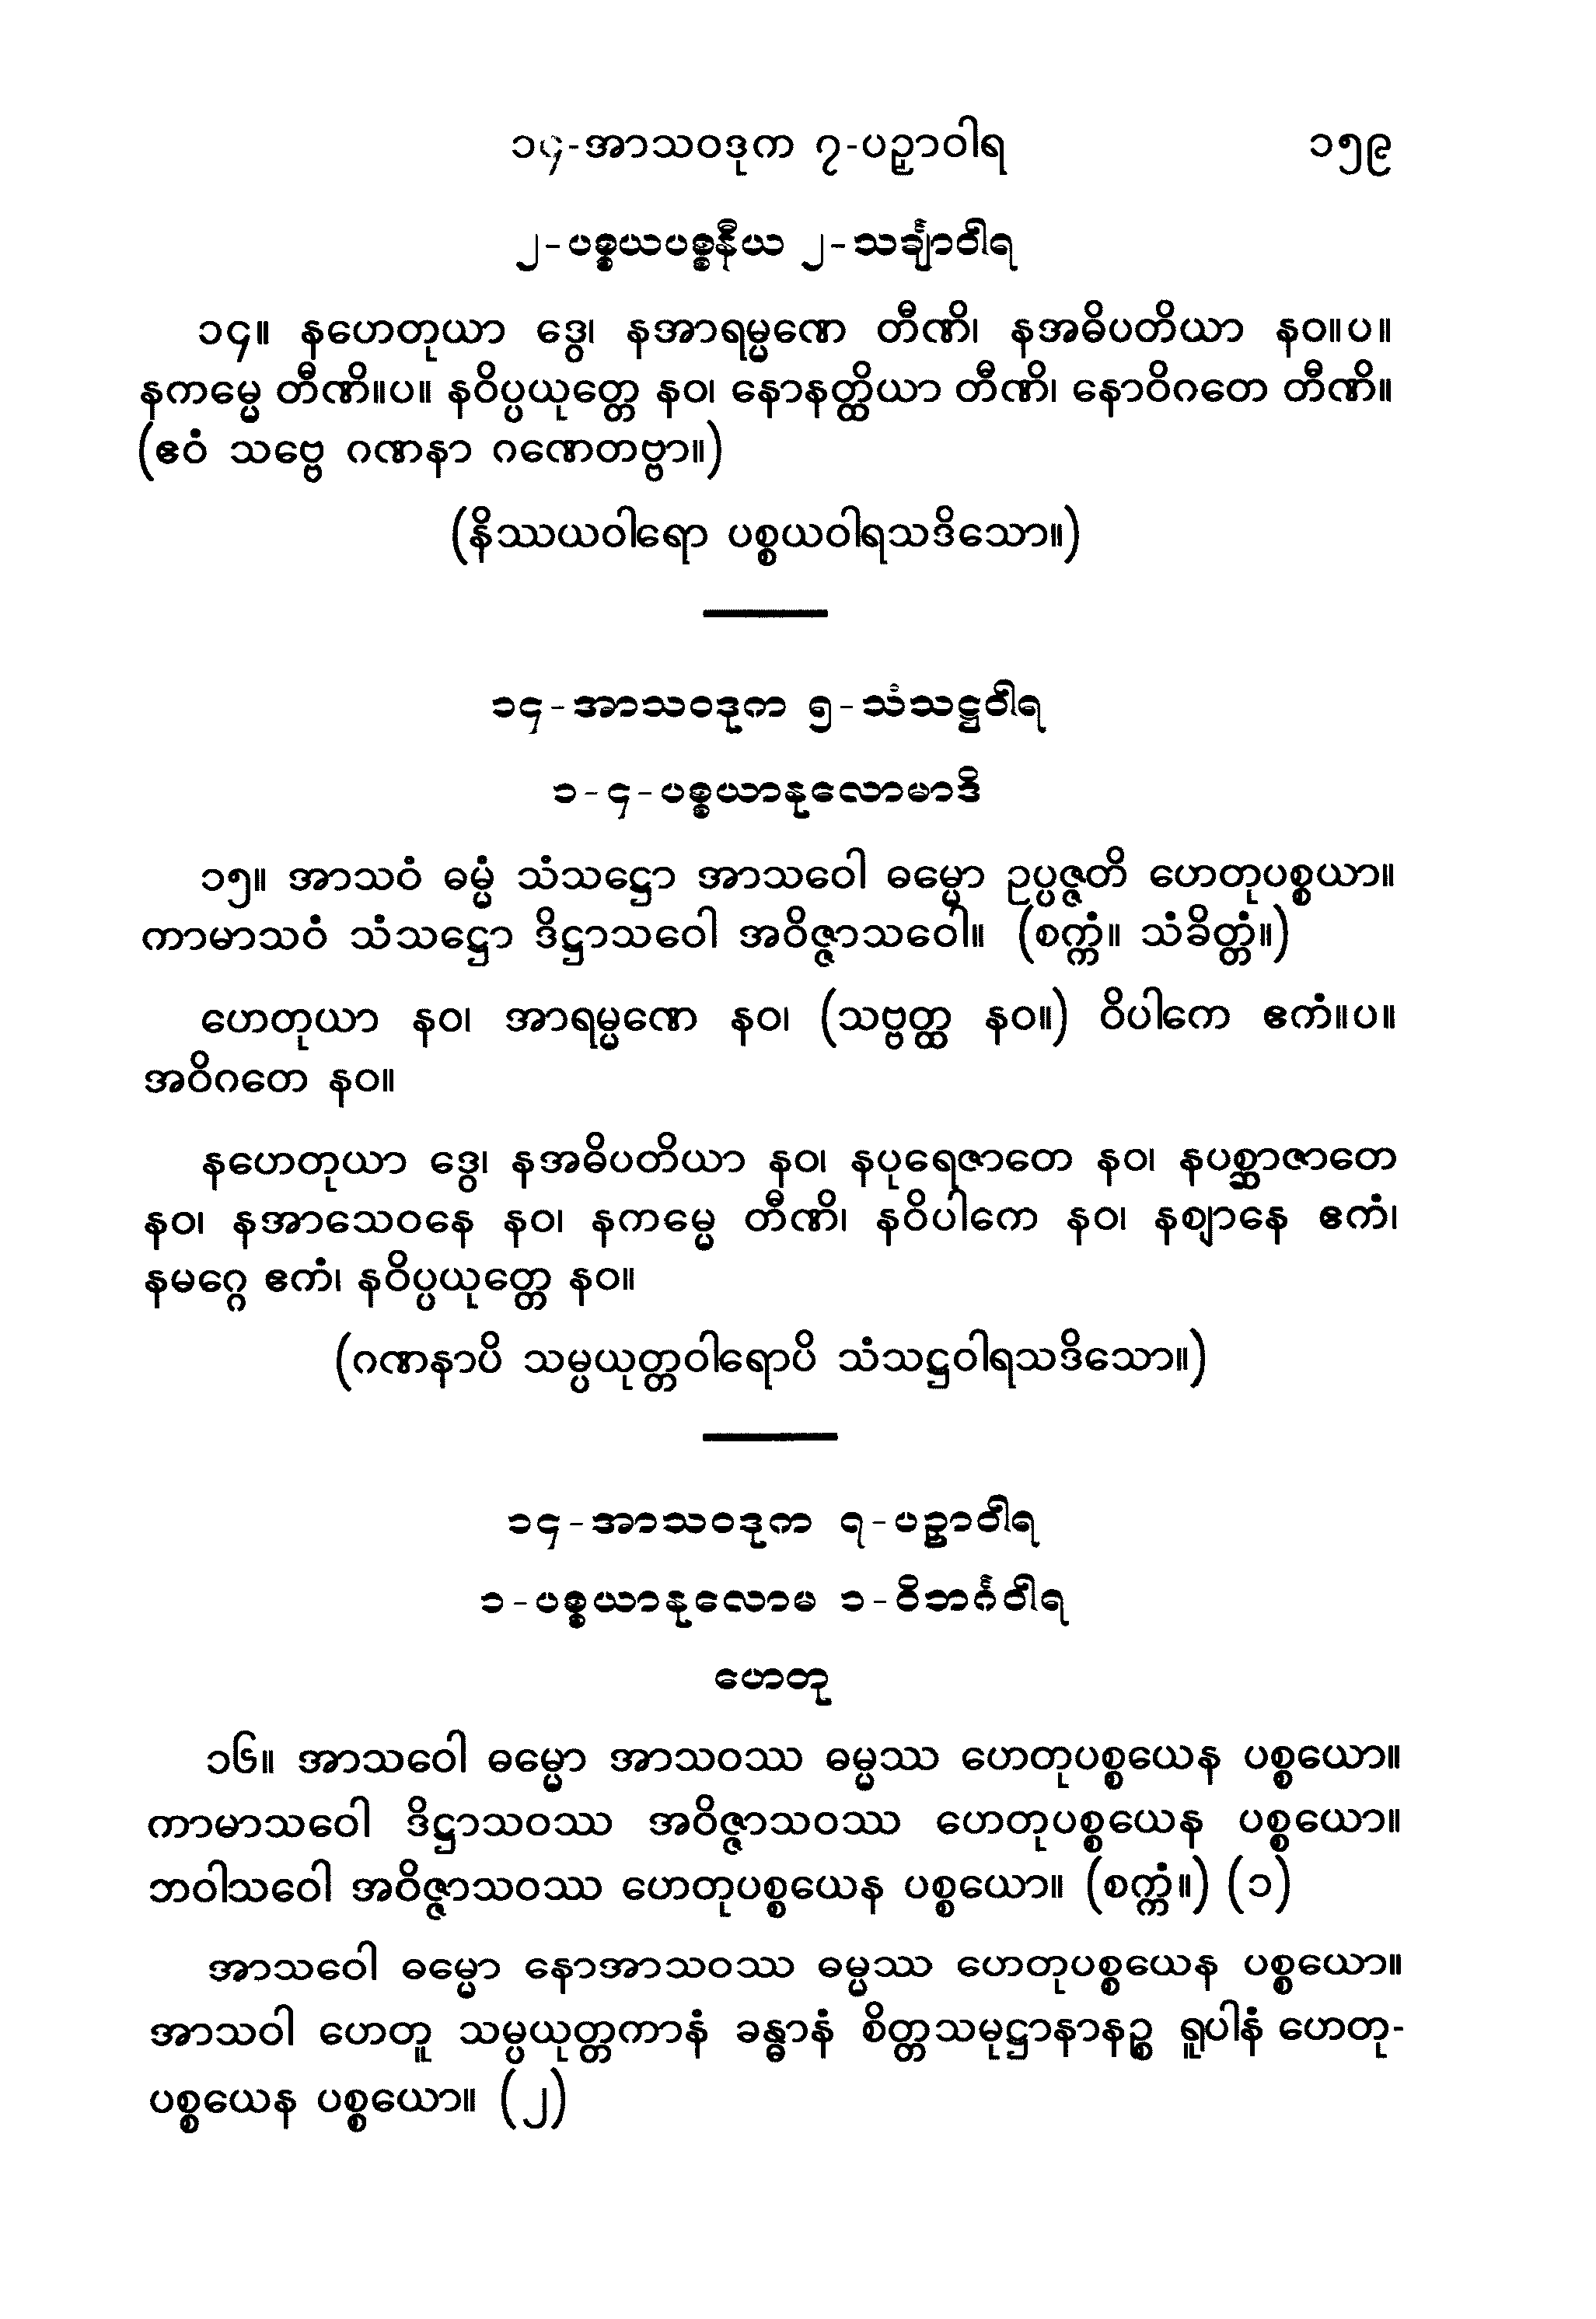 ၁၄-အာသဝဒုက ၇-ပဉှာဝါရ ၁၅၉
၂-ပစ္စယပစ္စနီယ ၂-သင်္ချာဝါရ
၁၄။ နဟေတုယာ ဒွေ၊ နအာရမ္မဏေ တီဏိ၊ နအဓိပတိယာ နဝ။ပ။
နကမ္မေ တီဏိ။ပ။ နဝိပ္ပယုတ္တေ နဝ၊ နောနတ္ထိယာ တီဏိ၊ နောဝိဂတေ တီဏိ။
(ဧဝံ သဗ္ဗေ ဂဏနာ ဂဏေတဗ္ဗာ။)
(နိဿယဝါရော ပစ္စယဝါရသဒိသော။)
၁၄-အာသဝဒုက ၅-သံသဋ္ဌဝါရ
၁-၄-ပစ္စယာနုလောမာဒိ
၁၅။ အာသဝံ ဓမ္မံ သံသဋ္ဌော အာသဝေါ ဓမ္မော ဥပ္ပဇ္ဇတိ ဟေတုပစ္စယာ။
ကာမာသဝံ သံသဋ္ဌော ဒိဋ္ဌာသဝေါ အဝိဇ္ဇာသဝေါ။ (စက္ကံ။ သံခိတ္တံ။)
ဟေတုယာ နဝ၊ အာရမ္မဏေ နဝ၊ (သဗ္ဗတ္ထ နဝ။) ဝိပါကေ ဧကံ။ပ။
အဝိဂတေ နဝ။
နဟေတုယာ ဒွေ၊ နအဓိပတိယာ နဝ၊ နပုရေဇာတေ နဝ၊ နပစ္ဆာဇာတေ
နဝ၊ နအာသေဝနေ နဝ၊ နကမ္မေ တီဏိ၊ နဝိပါကေ နဝ၊ နဈာနေ ဧကံ၊
နမဂ္ဂေ ဧကံ၊ နဝိပ္ပယုတ္တေ နဝ။
(ဂဏနာပိ သမ္ပယုတ္တဝါရောပိ သံသဋ္ဌဝါရသဒိသော။)
၁၄-အာသဝဒုက ၇-ပဉှာဝါရ
၁-ပစ္စယာနုလောမ ၁-ဝိဘင်္ဂဝါရ
ဟေတု
၁၆။ အာသဝေါ ဓမ္မော အာသဝဿ ဓမ္မဿ ဟေတုပစ္စယေန ပစ္စယော။
ကာမာသဝေါ ဒိဋ္ဌာသဝဿ အဝိဇ္ဇာသဝဿ ဟေတုပစ္စယေန ပစ္စယော။
ဘဝါသဝေါ အဝိဇ္ဇာသဝဿ ဟေတုပစ္စယေန ပစ္စယော။ (စက္ကံ။) (၁)
အာသဝေါ ဓမ္မော နောအာသဝဿ ဓမ္မဿ ဟေတုပစ္စယေန ပစ္စယော။
အာသဝါ ဟေတူ သမ္ပယုတ္တကာနံ ခန္ဓာနံ စိတ္တသမုဋ္ဌာနာနဉ္စ ရူပါနံ ဟေတု-
ပစ္စယေန ပစ္စယော။ (၂)